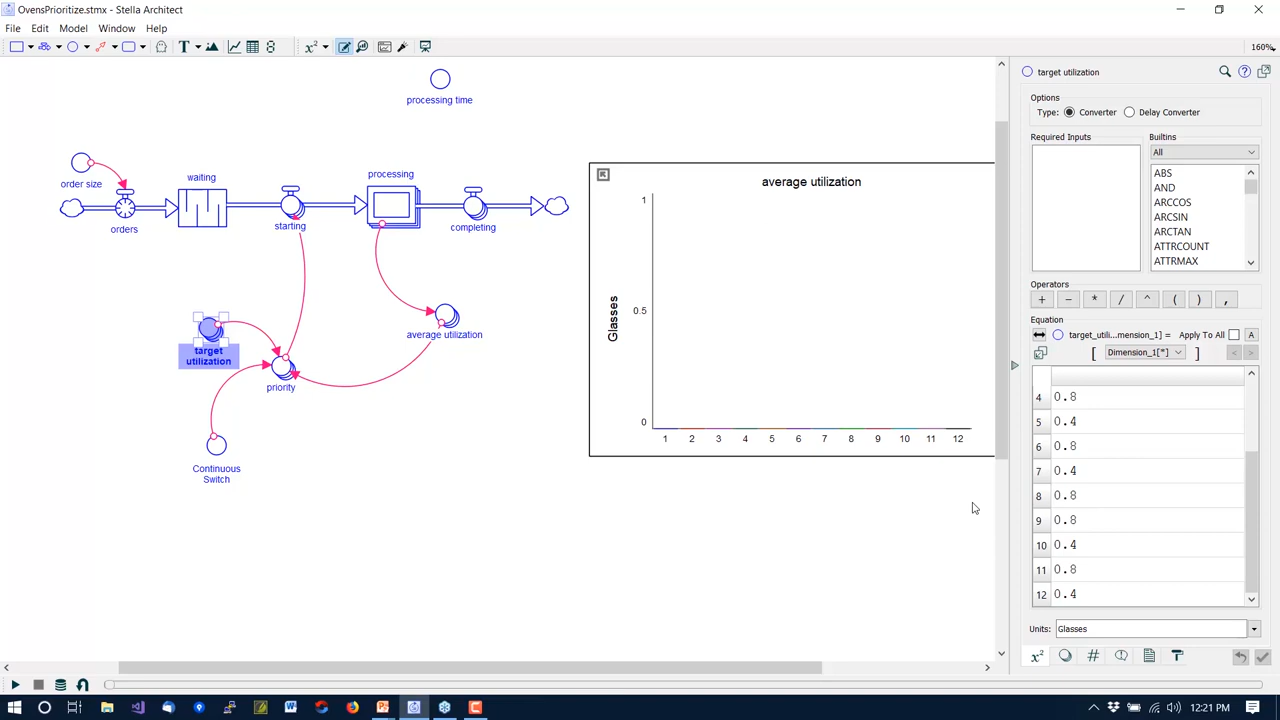 OvensPrioritize.stmx - Stella Architect
File Edit Model Window Help
T
x²
160%
processing time
order size
waiting
processing
orders
starting
completing
target
utilization
average utilization
priority
Continuous
Switch
average utilization
Glasses
1
0.5
0
1 2 3 4 5 6 7 8 9 10 11 12
target utilization
Options
Type: Converter Delay Converter
Required Inputs
Builtins
All
ABS
AND
ARCCOS
ARCSIN
ARCTAN
ATTRCOUNT
ATTRMAX
Operators
+ - * / ^ ( ) ,
Equation
target_utili...mension_1] = Apply To All A
[ Dimension_1[*] ] < >
4 0.8
5 0.4
6 0.8
7 0.4
8 0.8
9 0.8
10 0.4
11 0.8
12 0.4
Units: Glasses
x² #
12:21 PM